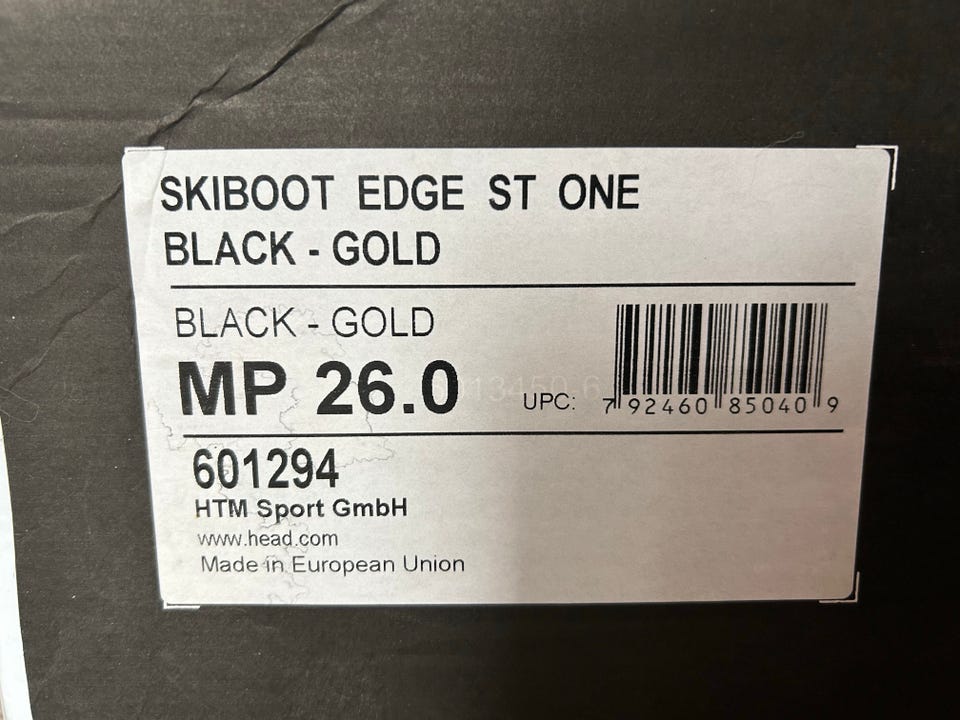 SKIBOOT EDGE ST ONE
BLACK - GOLD
BLACK - GOLD
MP 26.0
UPC: 7 92460 85040 9
601294
HTM Sport GmbH
www.head.com
Made in European Union